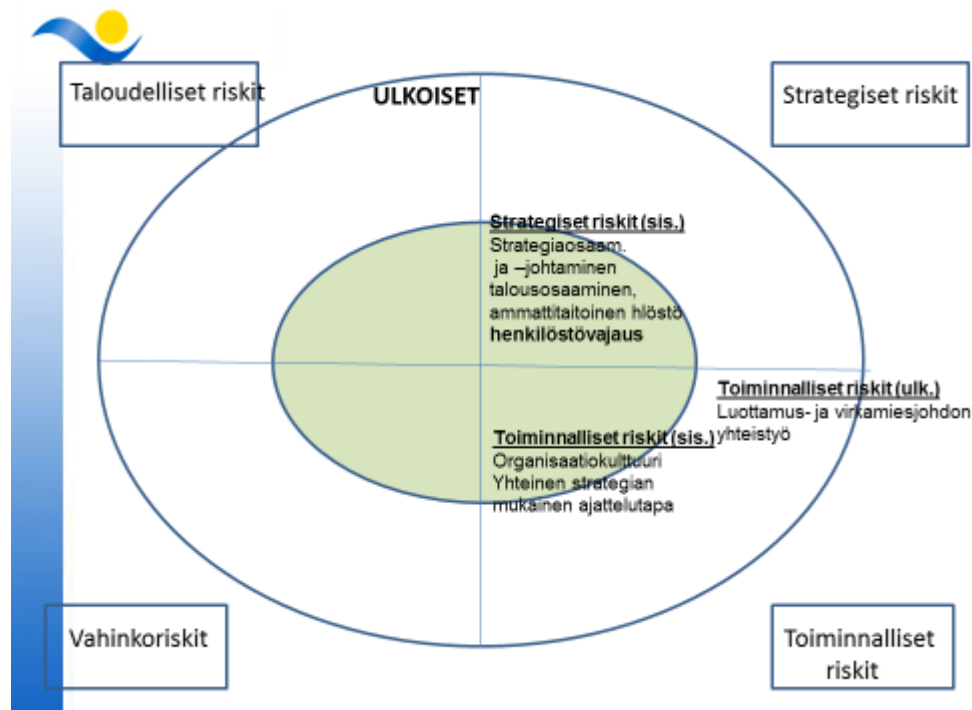 Taloudelliset riskit
ULKOISET
Strategiset riskit
Strategiset riskit (sis.)
Strategiaosaam.
ja –johtaminen
talousosaaminen,
ammattitaitoinen hlöstö
henkilöstövajaus
Toiminnalliset riskit (ulk.)
Luottamus- ja virkamiesjohdon
yhteistyö
Toiminnalliset riskit (sis.)
Organisaatiokulttuuri
Yhteinen strategian
mukainen ajattelutapa
Vahinkoriskit
Toiminnalliset
riskit